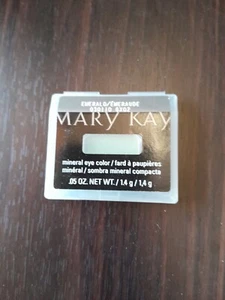 EMERALD/ÉMERAUDE
MARY KAY
mineral eye color / fard à paupières
minéral / sombra mineral compacta
.05 OZ. NET WT. / 1,4 g / 1,4 g